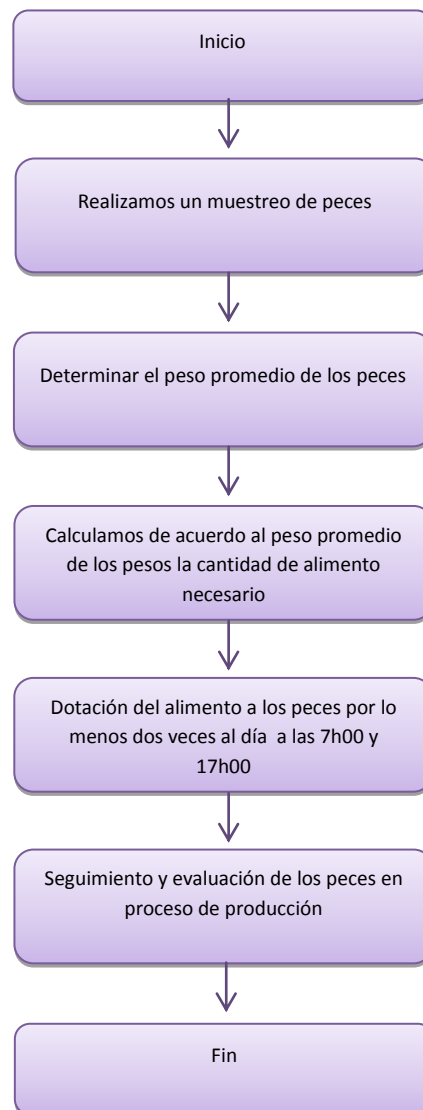 Inicio
Realizamos un muestreo de peces
Determinar el peso promedio de los peces
Calculamos de acuerdo al peso promedio
de los pesos la cantidad de alimento
necesario
Dotación del alimento a los peces por lo
menos dos veces al día a las 7h00 y
17h00
Seguimiento y evaluación de los peces en
proceso de producción
Fin